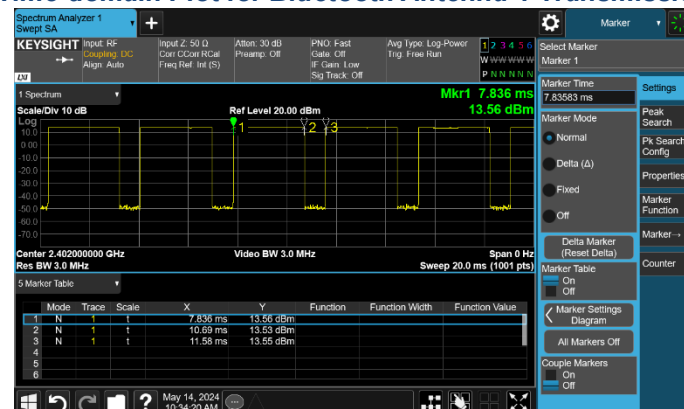 Spectrum Analyzer 1
Swept SA
Marker
KEYSIGHT
Input: RF
Coupling: DC
Align: Auto
Input Z: 50 Ω
Corr CCorr RCal
Freq Ref: Int (S)
Atten: 30 dB
Preamp: Off
PNO: Fast
Gate: Off
IF Gain: Low
Sig Track: Off
Avg Type: Log-Power
Trig: Free Run
1 2 3 4 5 6
W W W W W W
P N N N N N
LXI
Select Marker
Marker 1
1 Spectrum
Scale/Div 10 dB
Ref Level 20.00 dBm
Mkr1 7.836 ms
13.56 dBm
Log
10.0
0.00
-10.0
-20.0
-30.0
-40.0
-50.0
-60.0
-70.0
1
2
3
Center 2.402000000 GHz
Video BW 3.0 MHz
Span 0 Hz
Res BW 3.0 MHz
Sweep 20.0 ms (1001 pts)
5 Marker Table
Mode Trace Scale X Y Function Function Width Function Value
1 N 1 t 7.836 ms 13.56 dBm
2 N 1 t 10.69 ms 13.53 dBm
3 N 1 t 11.58 ms 13.55 dBm
4
5
6
Marker Time
7.83583 ms
Marker Mode
Normal
Delta (Δ)
Fixed
Off
Delta Marker
(Reset Delta)
Marker Table
On
Off
Marker Settings
Diagram
All Markers Off
Couple Markers
On
Off
Settings
Peak
Search
Pk Search
Config
Properties
Marker
Function
Marker→
Counter
May 14, 2024
10:34:20 AM